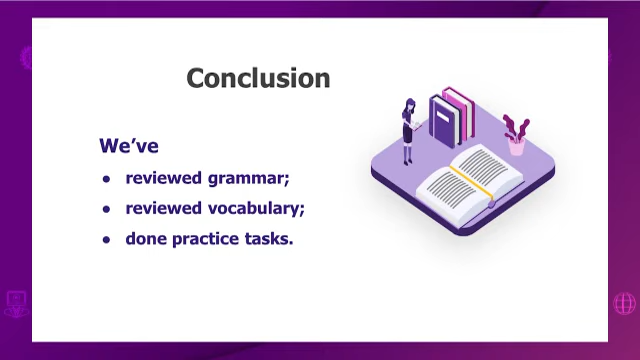 Conclusion
We’ve
● reviewed grammar;
● reviewed vocabulary;
● done practice tasks.